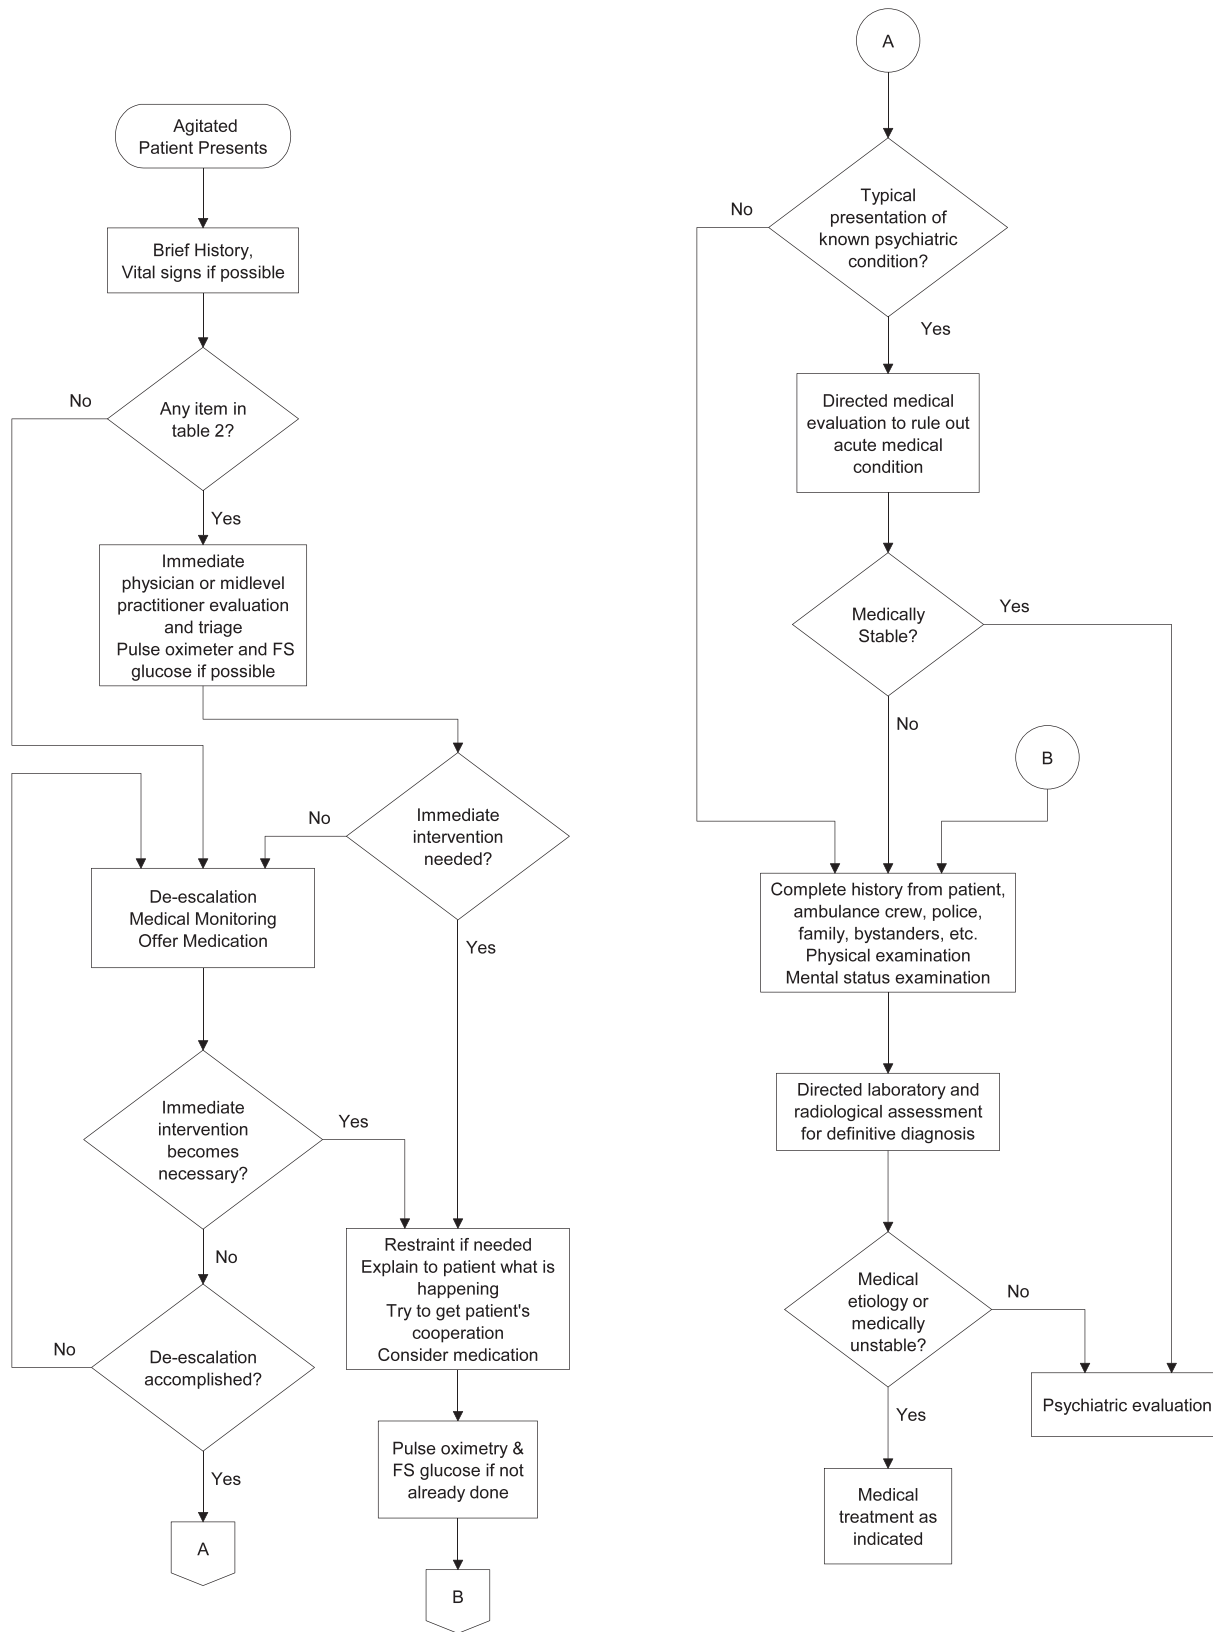 Agitated
Patient Presents
Brief History,
Vital signs if possible
Any item in
table 2?
No
Yes
Immediate
physician or midlevel
practitioner evaluation
and triage
Pulse oximeter and FS
glucose if possible
Immediate
intervention
needed?
No
Yes
De-escalation
Medical Monitoring
Offer Medication
Immediate
intervention
becomes
necessary?
Yes
No
De-escalation
accomplished?
No
Yes
A
Restraint if needed
Explain to patient what is
happening
Try to get patient's
cooperation
Consider medication
Pulse oximetry &
FS glucose if not
already done
B
A
Typical
presentation of
known psychiatric
condition?
No
Yes
Directed medical
evaluation to rule out
acute medical
condition
Medically
Stable?
Yes
No
B
Complete history from patient,
ambulance crew, police,
family, bystanders, etc.
Physical examination
Mental status examination
Directed laboratory and
radiological assessment
for definitive diagnosis
Medical
etiology or
medically
unstable?
No
Yes
Psychiatric evaluation
Medical
treatment as
indicated